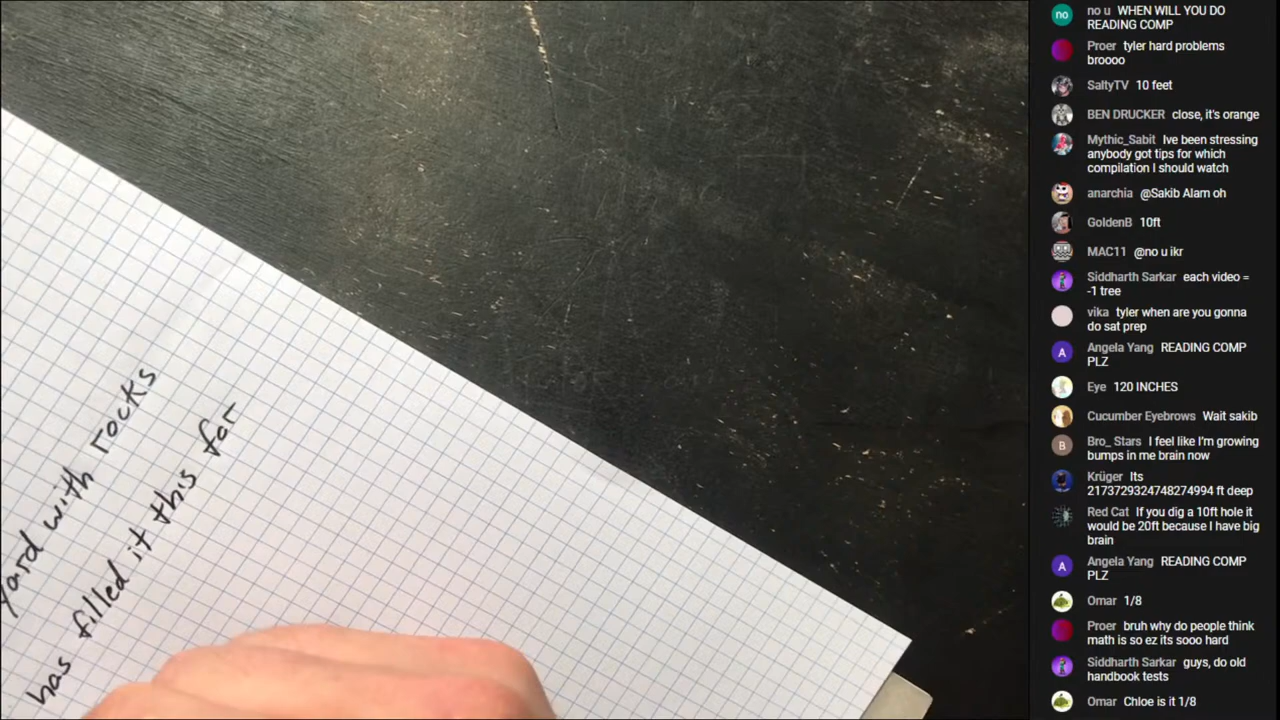 yard with rocks
has filled it this far
no
no u WHEN WILL YOU DO
READING COMP
Proer tyler hard problems
broooo
SaltyTV 10 feet
BEN DRUCKER close, it's orange
Mythic_Sabit Ive been stressing
anybody got tips for which
compilation I should watch
anarchia @Sakib Alam oh
GoldenB 10ft
MAC11 @no u ikr
Siddharth Sarkar each video =
-1 tree
vika tyler when are you gonna
do sat prep
A
Angela Yang READING COMP
PLZ
Eye 120 INCHES
Cucumber Eyebrows Wait sakib
B
Bro_ Stars I feel like I'm growing
bumps in me brain now
Krüger Its
2173729324748274994 ft deep
Red Cat If you dig a 10ft hole it
would be 20ft because I have big
brain
A
Angela Yang READING COMP
PLZ
Omar 1/8
Proer bruh why do people think
math is so ez its sooo hard
Siddharth Sarkar guys, do old
handbook tests
Omar Chloe is it 1/8